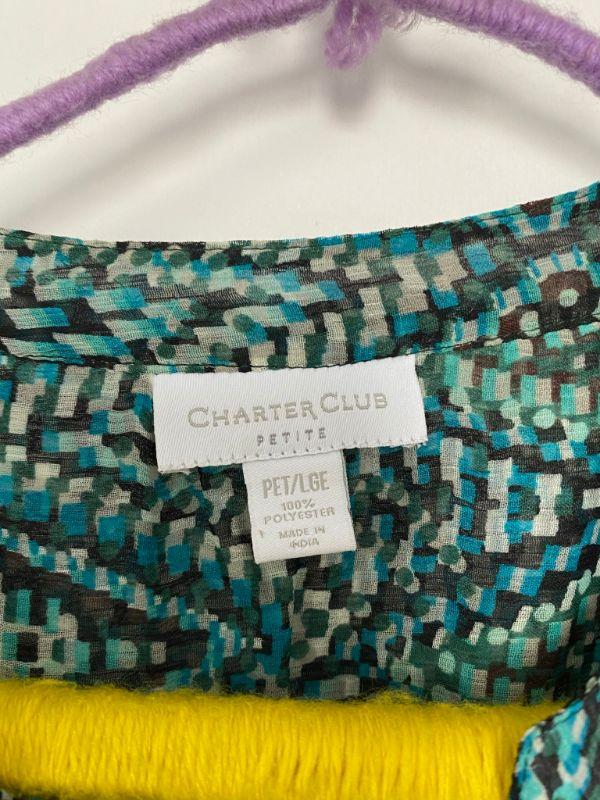 CHARTER CLUB
PETITE
PET/LGE
100%
POLYESTER
MADE IN
INDIA